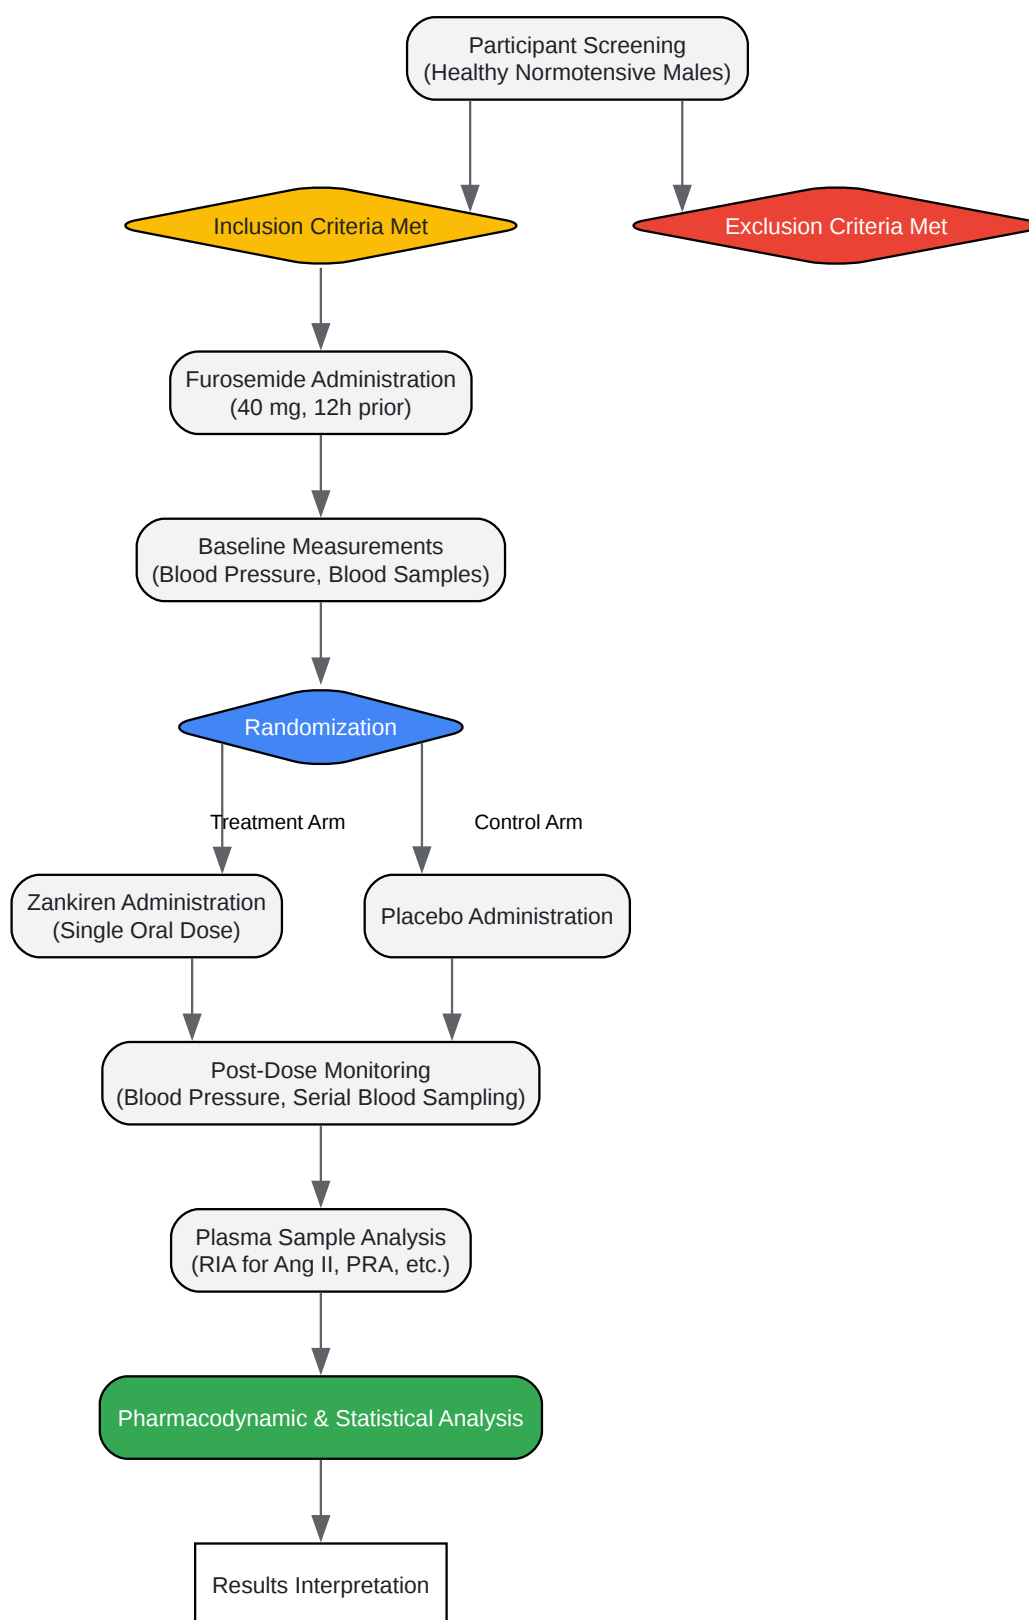 Participant Screening
(Healthy Normotensive Males)
Inclusion Criteria Met
Exclusion Criteria Met
Furosemide Administration
(40 mg, 12h prior)
Baseline Measurements
(Blood Pressure, Blood Samples)
Randomization
Treatment Arm
Control Arm
Zankiren Administration
(Single Oral Dose)
Placebo Administration
Post-Dose Monitoring
(Blood Pressure, Serial Blood Sampling)
Plasma Sample Analysis
(RIA for Ang II, PRA, etc.)
Pharmacodynamic & Statistical Analysis
Results Interpretation